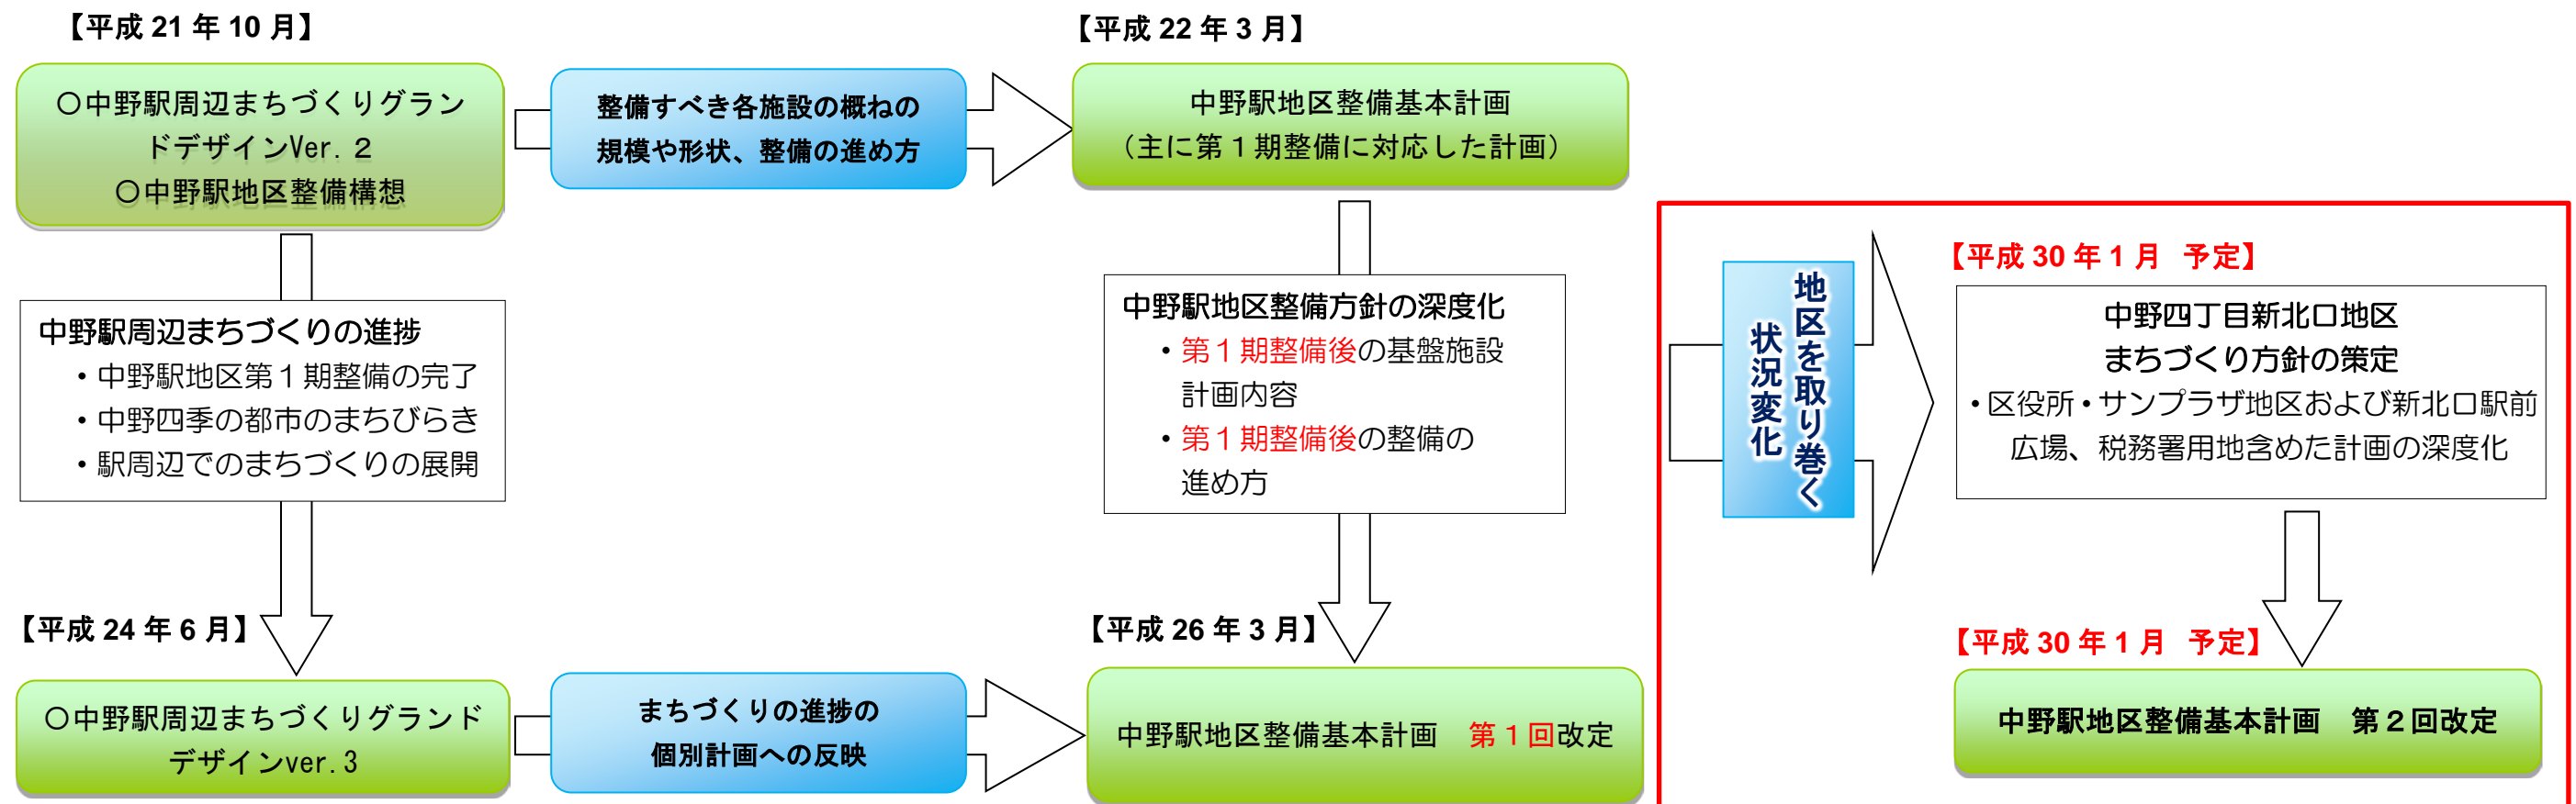 【平成 21 年 10 月】
〇中野駅周辺まちづくりグラン
ドデザインVer.２
〇中野駅地区整備構想
整備すべき各施設の概ねの
規模や形状、整備の進め方
【平成 22 年 3 月】
中野駅地区整備基本計画
（主に第１期整備に対応した計画）
中野駅周辺まちづくりの進捗
・中野駅地区第１期整備の完了
・中野四季の都市のまちびらき
・駅周辺でのまちづくりの展開
中野駅地区整備方針の深度化
・第１期整備後の基盤施設
計画内容
・第１期整備後の整備の
進め方
地区を取り巻く
状況変化
【平成 30 年 1 月 予定】
中野四丁目新北口地区
まちづくり方針の策定
・区役所・サンプラザ地区および新北口駅前
広場、税務署用地含めた計画の深度化
【平成 24 年 6 月】
〇中野駅周辺まちづくりグランド
デザインver.3
まちづくりの進捗の
個別計画への反映
【平成 26 年 3 月】
中野駅地区整備基本計画　第１回改定
【平成 30 年 1 月 予定】
中野駅地区整備基本計画　第２回改定